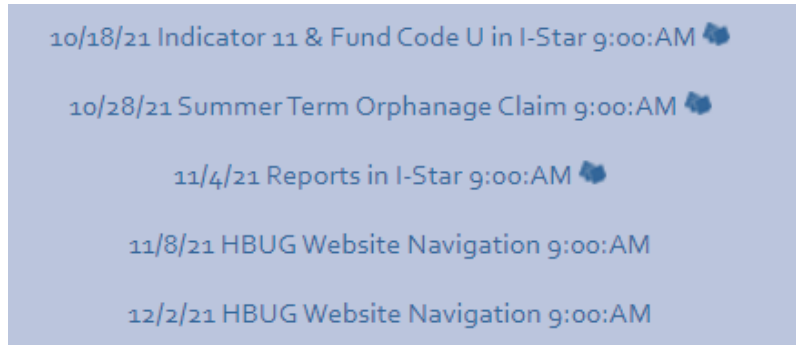 10/18/21 Indicator 11 & Fund Code U in I-Star 9:00:AM
10/28/21 Summer Term Orphanage Claim 9:00:AM
11/4/21 Reports in I-Star 9:00:AM
11/8/21 HBUG Website Navigation 9:00:AM
12/2/21 HBUG Website Navigation 9:00:AM